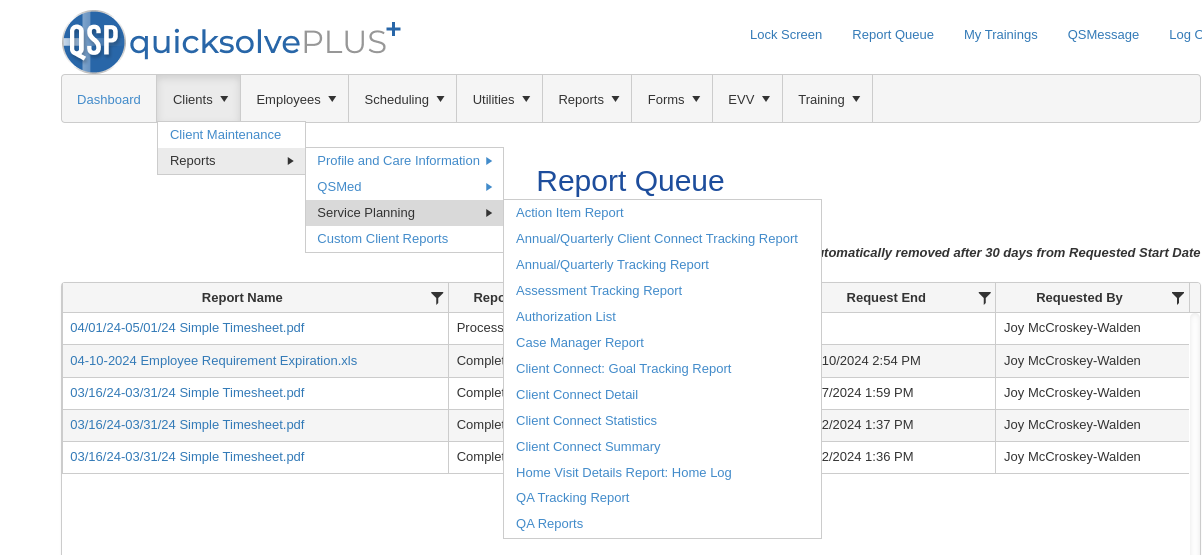 QSP quicksolvePLUS+
Lock Screen Report Queue My Trainings QSMessage Log
Dashboard Clients Employees Scheduling Utilities Reports Forms EVV Training
Client Maintenance
Reports
Profile and Care Information
QSMed
Service Planning
Custom Client Reports
Report Queue
Action Item Report
Annual/Quarterly Client Connect Tracking Report
Annual/Quarterly Tracking Report
Assessment Tracking Report
Authorization List
Case Manager Report
Client Connect: Goal Tracking Report
Client Connect Detail
Client Connect Statistics
Client Connect Summary
Home Visit Details Report: Home Log
QA Tracking Report
QA Reports
utomatically removed after 30 days from Requested Start Date
Report Name Repo Request End Requested By
04/01/24-05/01/24 Simple Timesheet.pdf Process Joy McCroskey-Walden
04-10-2024 Employee Requirement Expiration.xls Complet 10/2024 2:54 PM Joy McCroskey-Walden
03/16/24-03/31/24 Simple Timesheet.pdf Complet 7/2024 1:59 PM Joy McCroskey-Walden
03/16/24-03/31/24 Simple Timesheet.pdf Complet 2/2024 1:37 PM Joy McCroskey-Walden
03/16/24-03/31/24 Simple Timesheet.pdf Complet 2/2024 1:36 PM Joy McCroskey-Walden